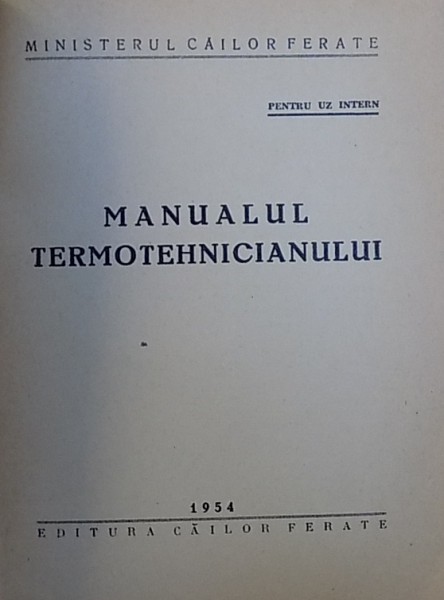 MINISTERUL CĂILOR FERATE
PENTRU UZ INTERN
MANUALUL
TERMOTEHNICIANULUI
1954
EDITURA CĂILOR FERATE